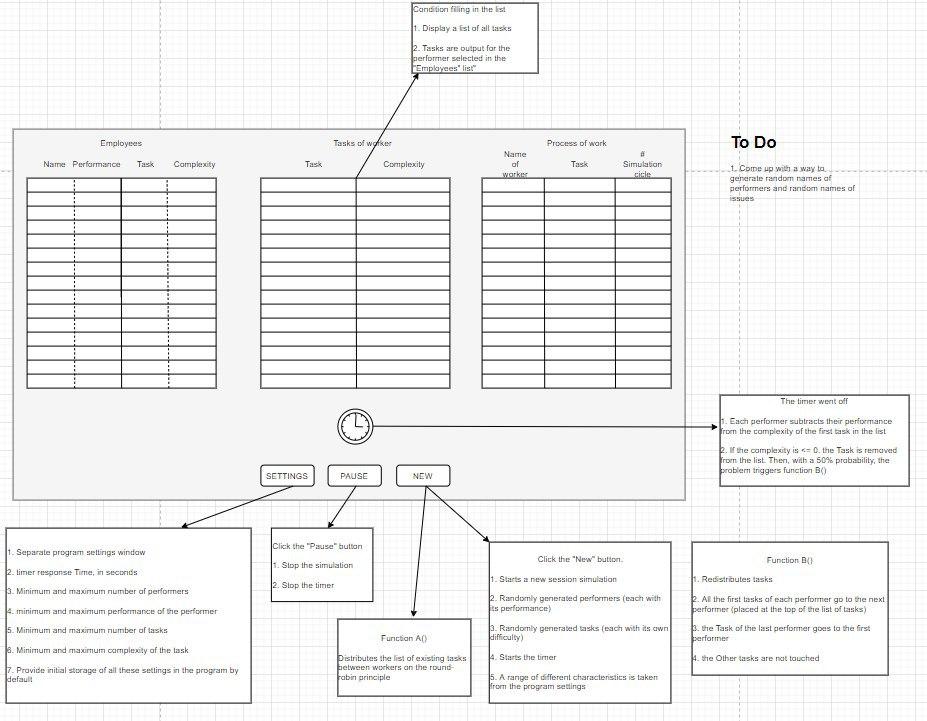 Condition filling in the list
1. Display a list of all tasks
2. Tasks are output for the
performer selected in the
"Employees" list"
Employees
Tasks of worker
Process of work
Name
Performance
Task
Complexity
Task
Complexity
Name
of
worker
Task
#
Simulation
cicle
To Do
1. Come up with a way to
generate random names of
performers and random names of
issues
The timer went off
1. Each performer subtracts their performance
from the complexity of the first task in the list
2. If the complexity is <= 0. the Task is removed
from the list. Then, with a 50% probability, the
problem triggers function B()
SETTINGS
PAUSE
NEW
1. Separate program settings window
2. timer response Time, in seconds
3. Minimum and maximum number of performers
4. minimum and maximum performance of the performer
5. Minimum and maximum number of tasks
6. Minimum and maximum complexity of the task
7. Provide initial storage of all these settings in the program by
default
Click the "Pause" button
1. Stop the simulation
2. Stop the timer
Function A()
Distributes the list of existing tasks
between workers on the round-
robin principle
Click the "New" button.
1. Starts a new session simulation
2. Randomly generated performers (each with
its performance)
3. Randomly generated tasks (each with its own
difficulty)
4. Starts the timer
5. A range of different characteristics is taken
from the program settings
Function B()
1. Redistributes tasks
2. All the first tasks of each performer go to the next
performer (placed at the top of the list of tasks)
3. the Task of the last performer goes to the first
performer
4. the Other tasks are not touched